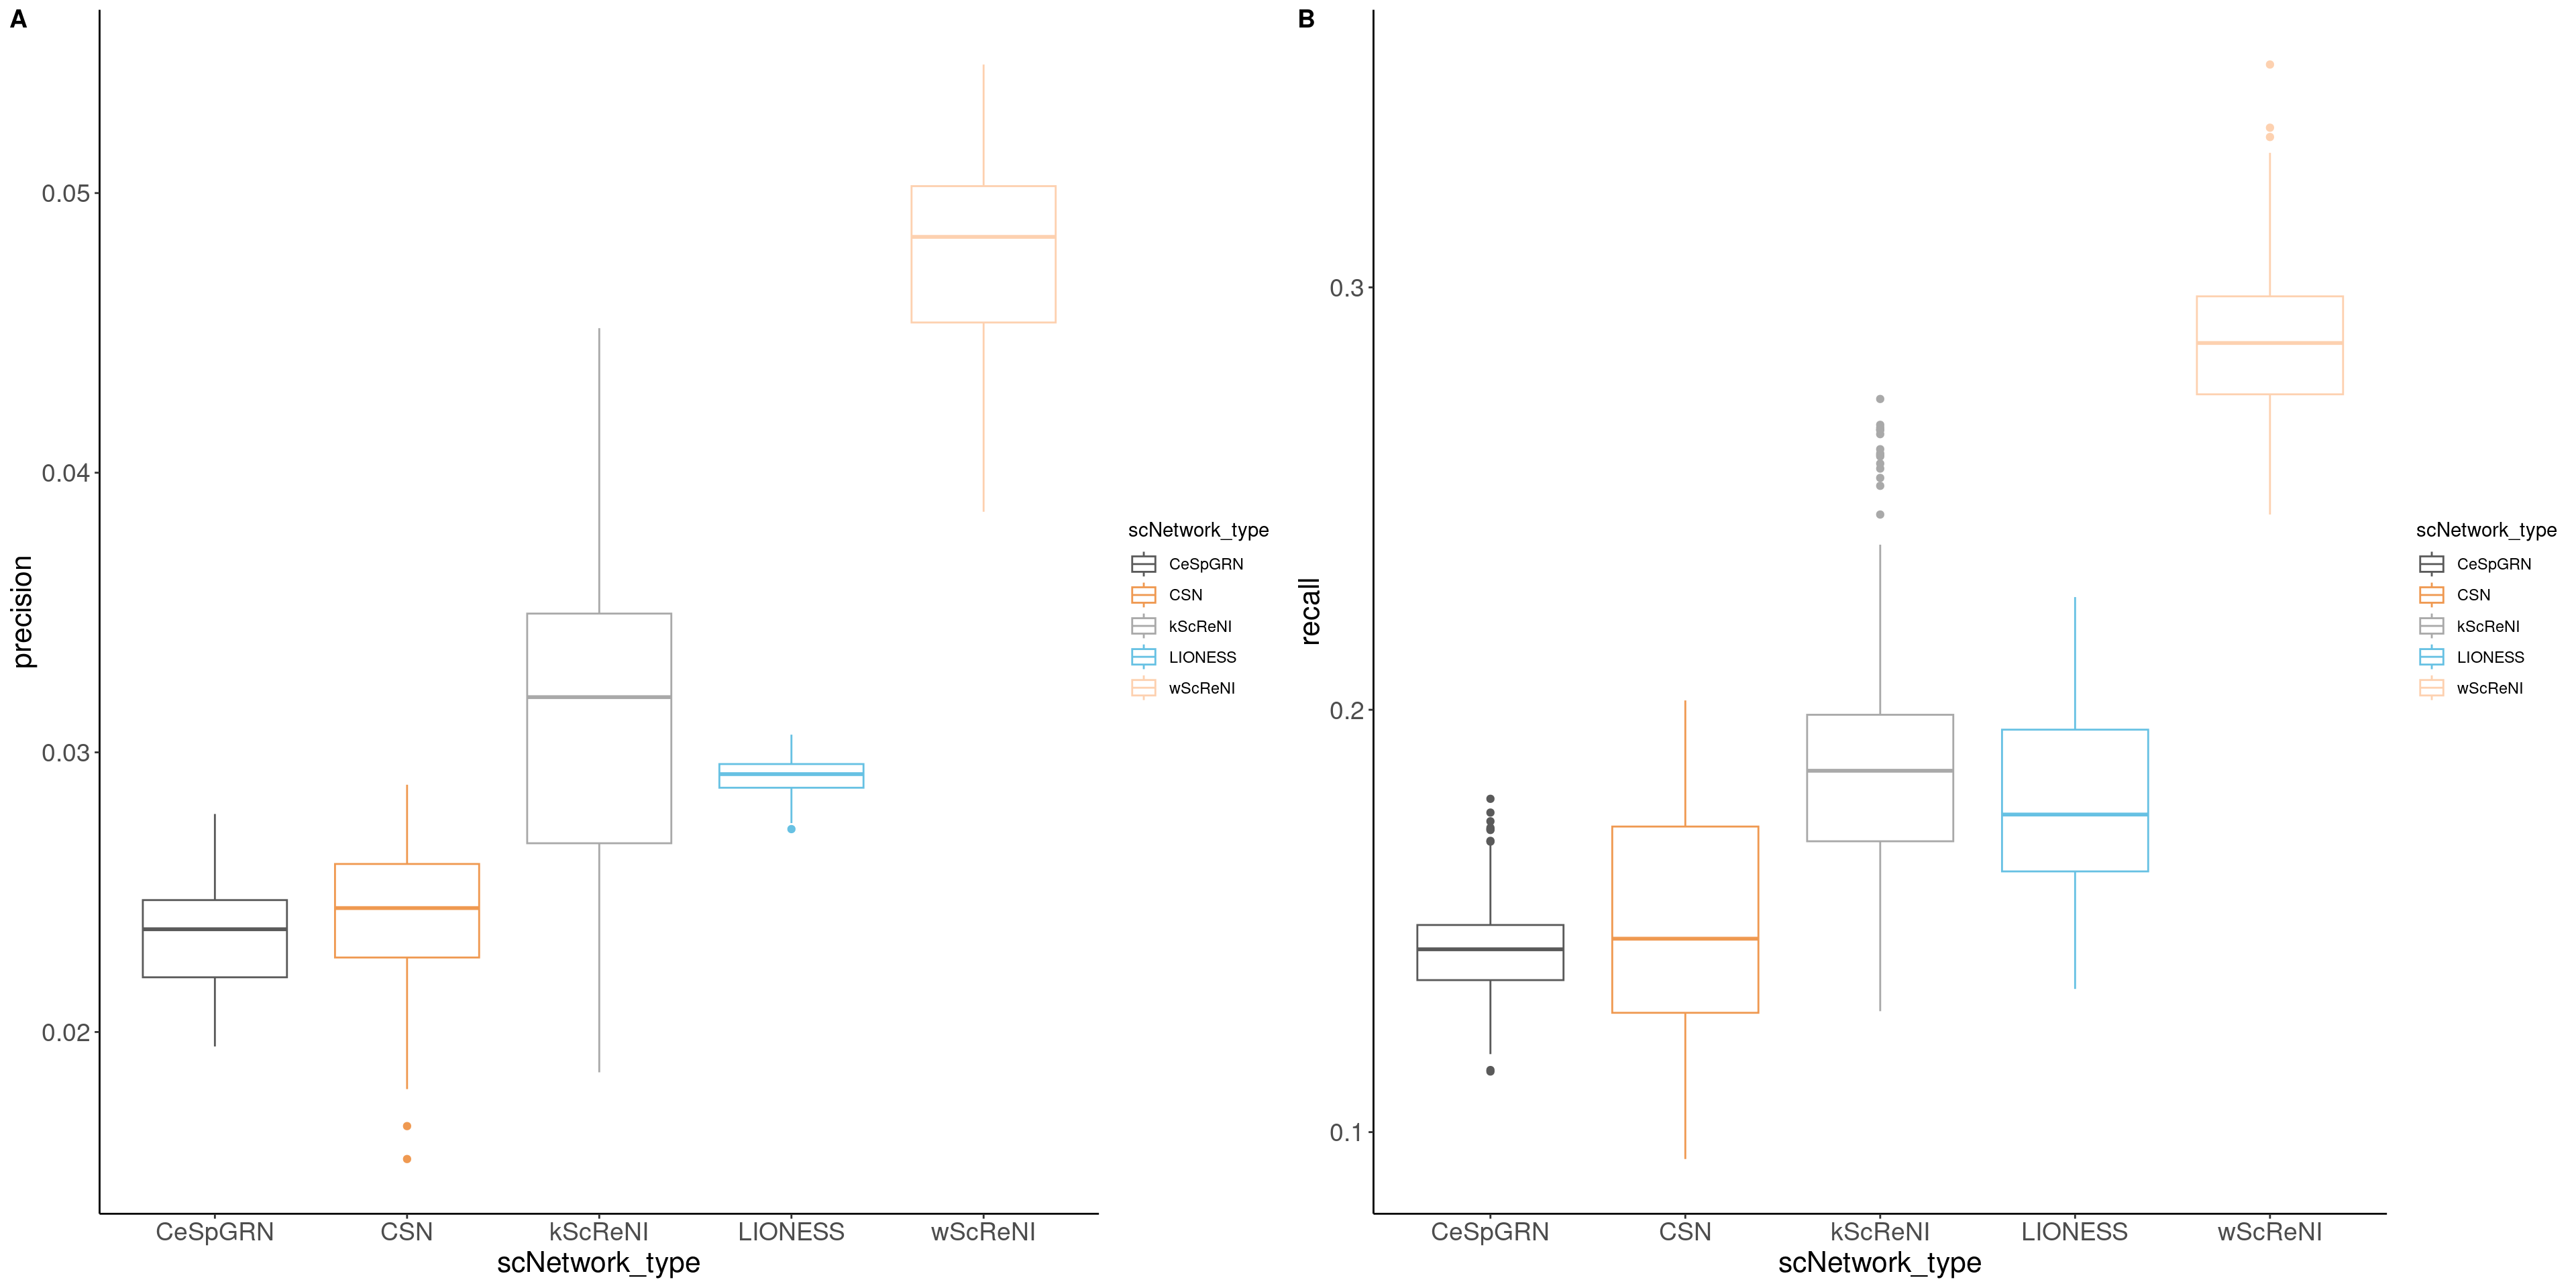 A
precision
0.05
0.04
0.03
0.02
CeSpGRN
CSN
kScReNI
LIONESS
wScReNI
scNetwork_type
scNetwork_type
CeSpGRN
CSN
kScReNI
LIONESS
wScReNI
B
recall
0.3
0.2
0.1
CeSpGRN
CSN
kScReNI
LIONESS
wScReNI
scNetwork_type
scNetwork_type
CeSpGRN
CSN
kScReNI
LIONESS
wScReNI